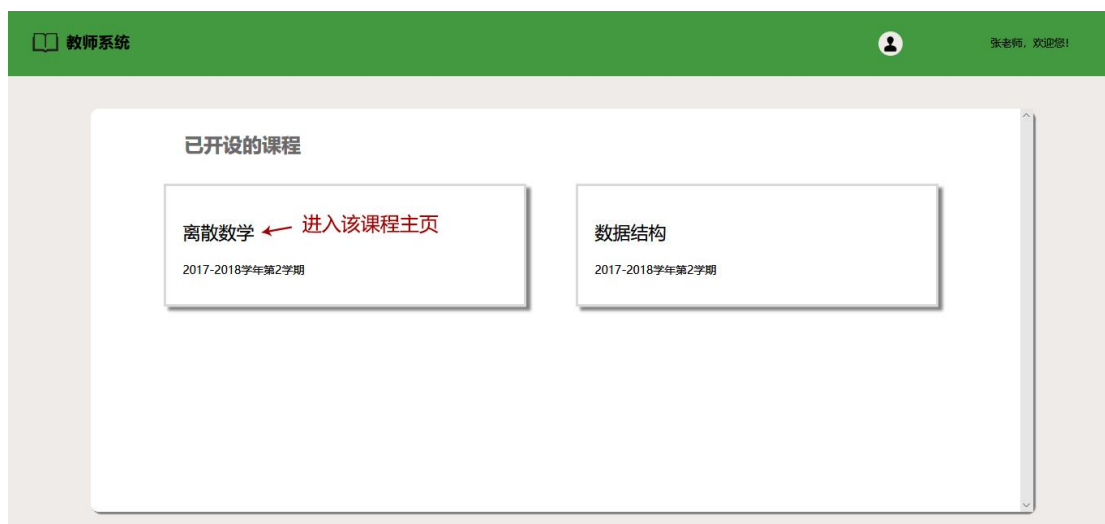 教师系统
张老师，欢迎您!
已开设的课程
离散数学
进入该课程主页
2017-2018学年第2学期
数据结构
2017-2018学年第2学期